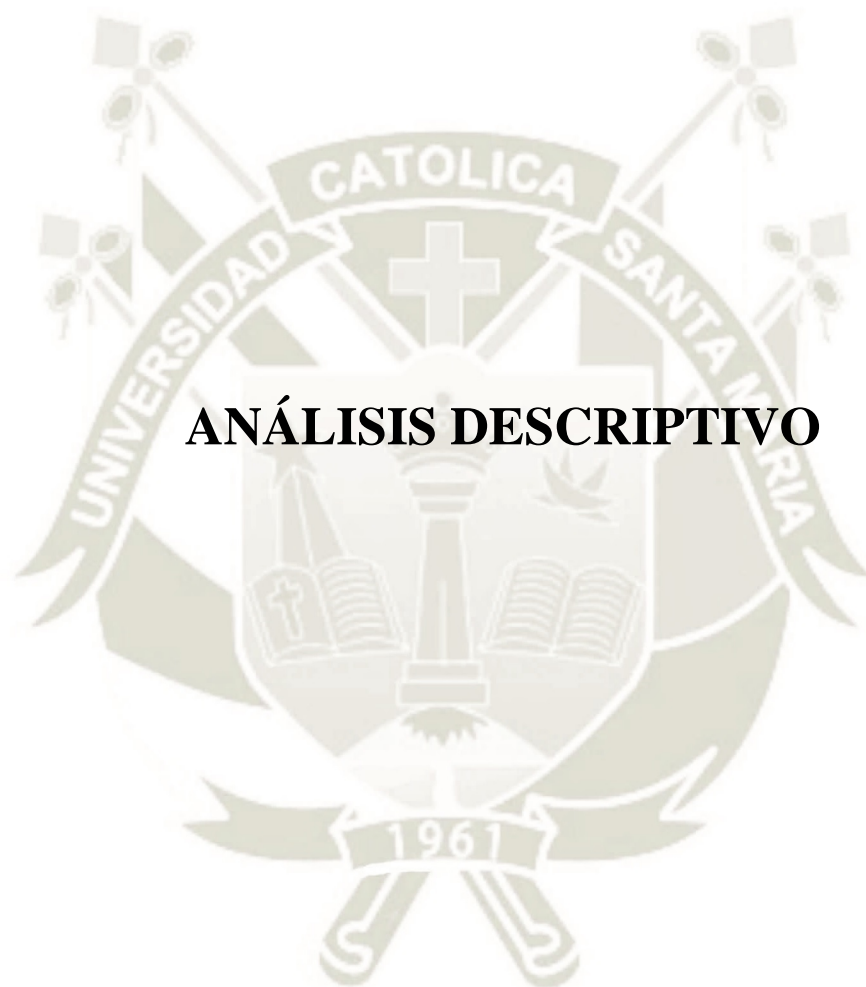 CATOLICA
UNIVERSIDAD
SANTA MARIA
ANÁLISIS DESCRIPTIVO
1961